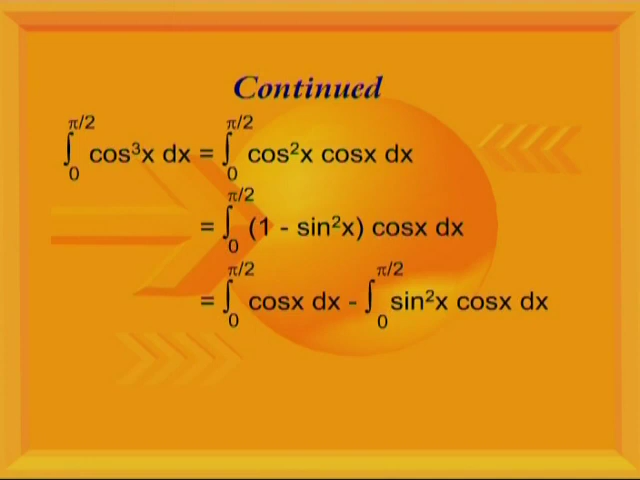 Continued
∫₀^π/2 cos³x dx = ∫₀^π/2 cos²x cosx dx
= ∫₀^π/2 (1 - sin²x) cosx dx
= ∫₀^π/2 cosx dx - ∫₀^π/2 sin²x cosx dx